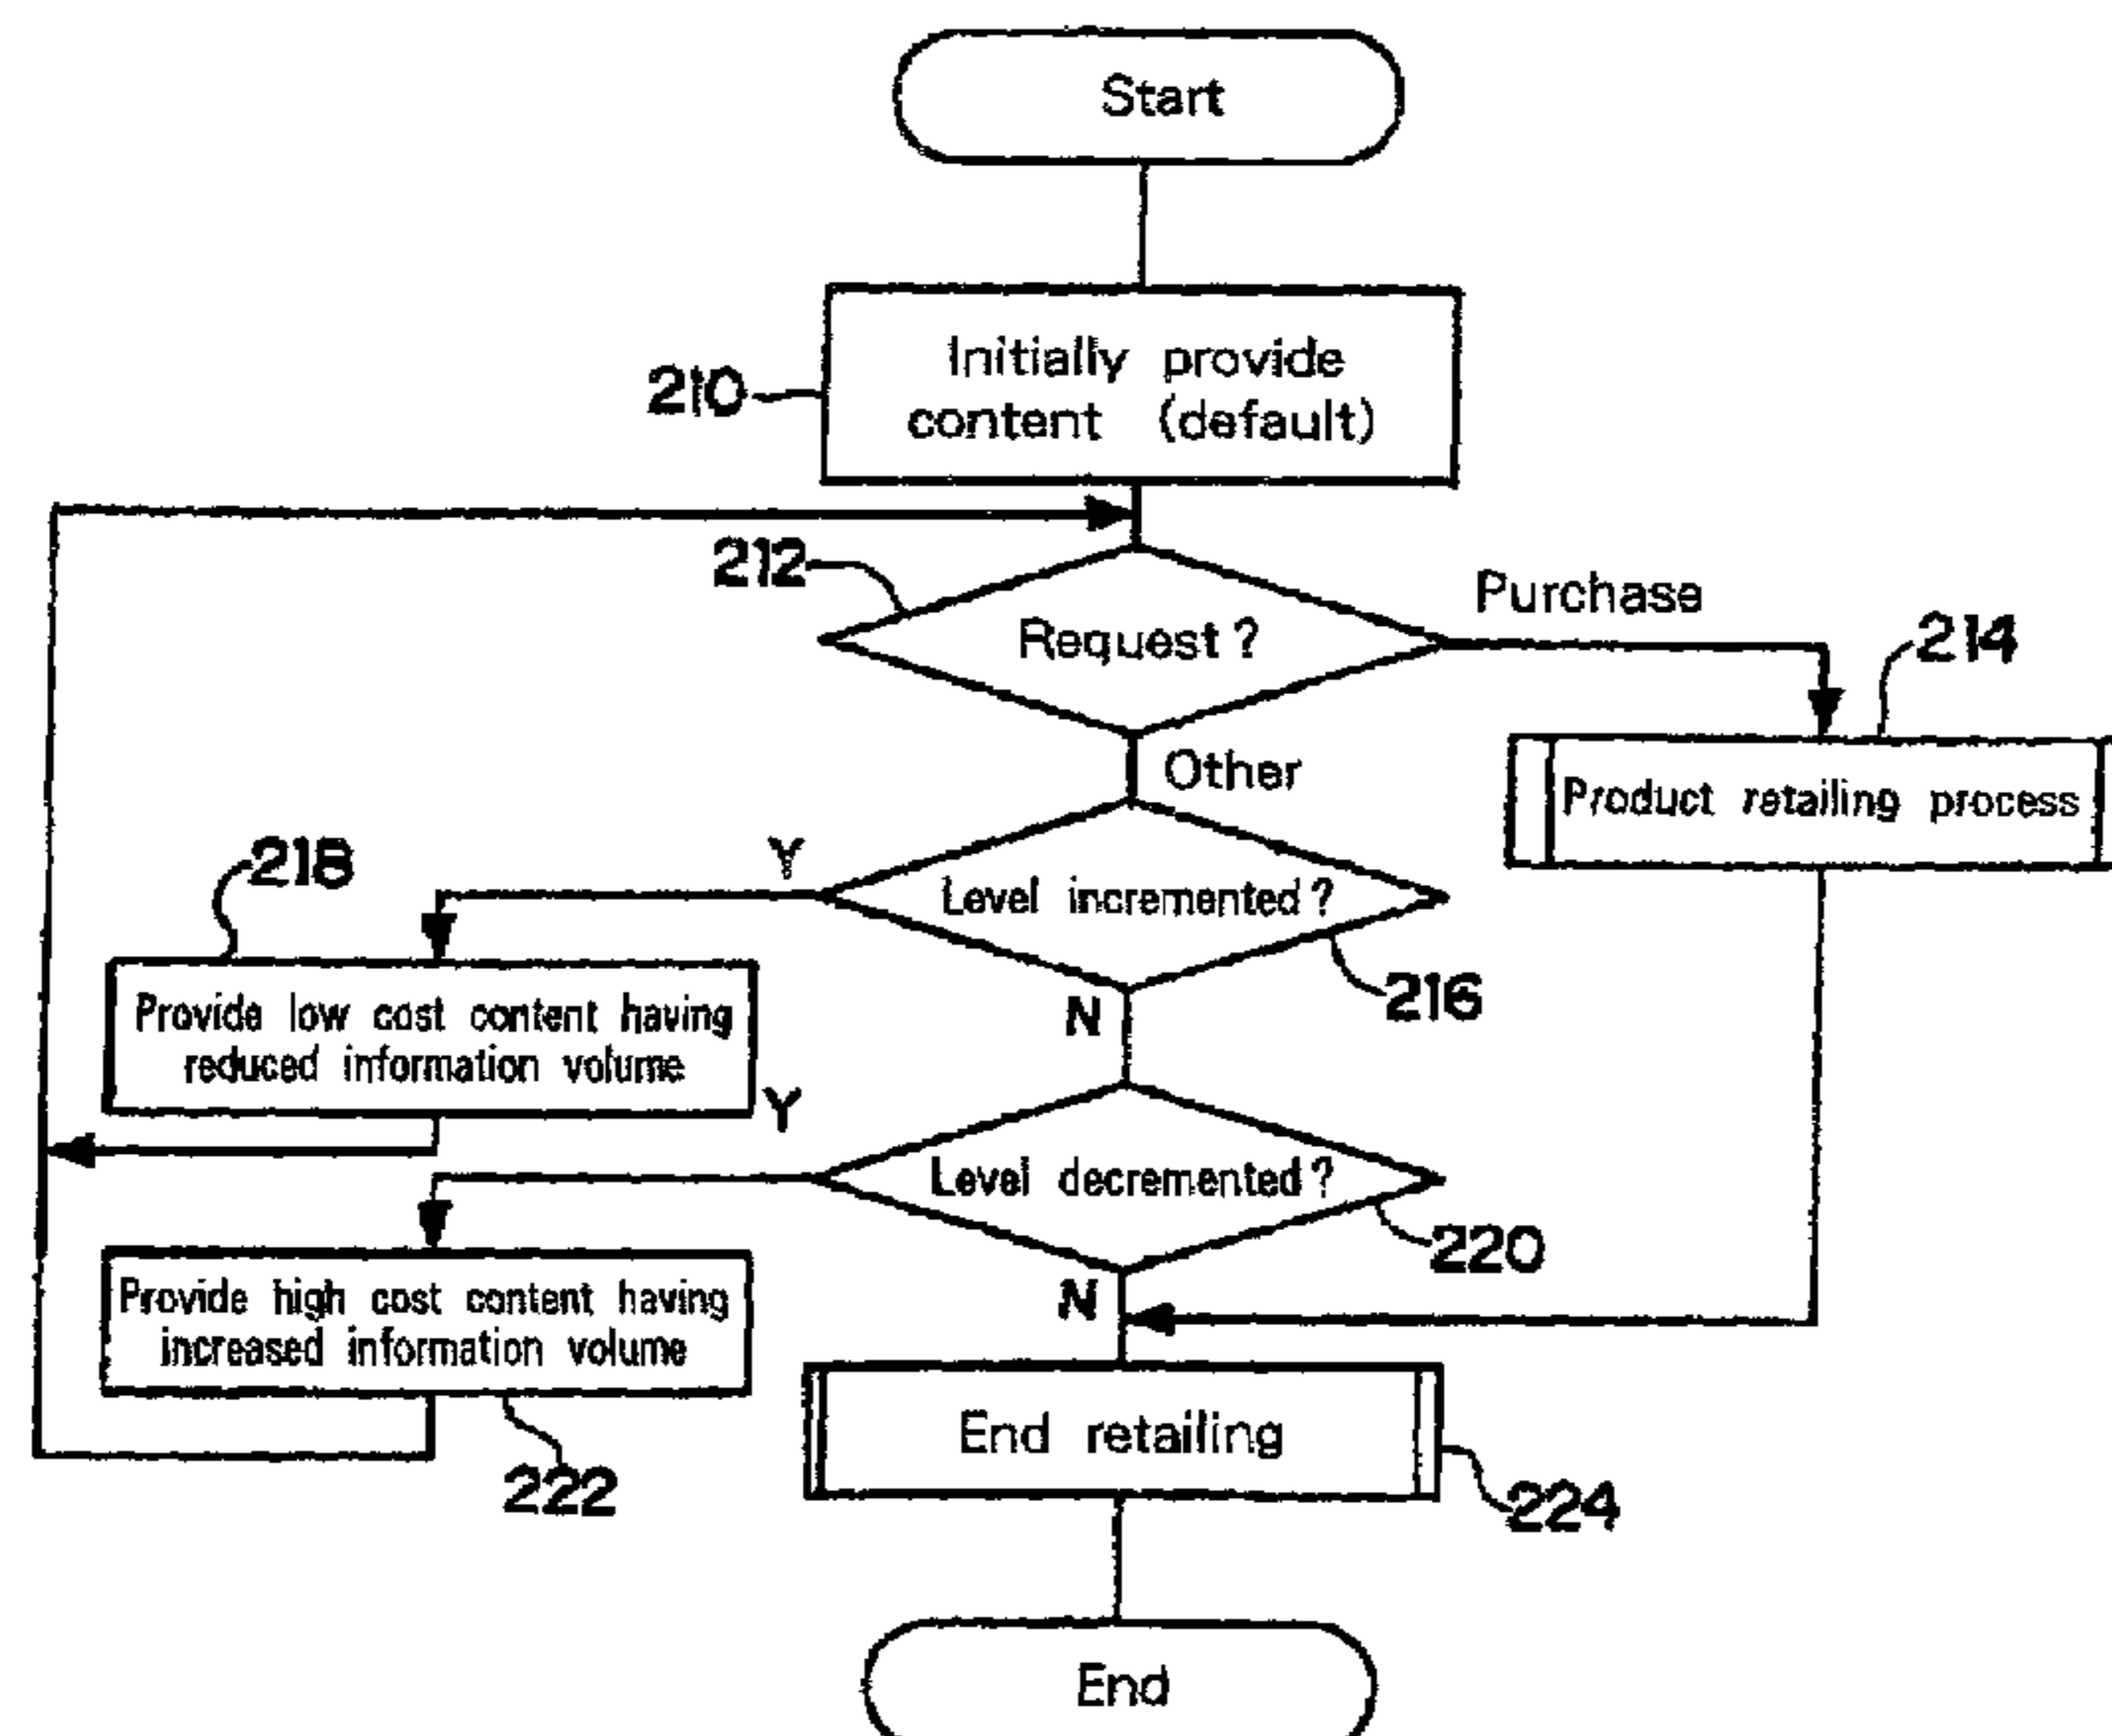 Start
210
Initially provide
content (default)
212
Request?
Purchase
214
Product retailing process
Other
218
Y
Level incremented?
216
Provide low cost content having
reduced information volume
N
Y
Level decremented?
220
Provide high cost content having
increased information volume
N
222
End retailing
224
End